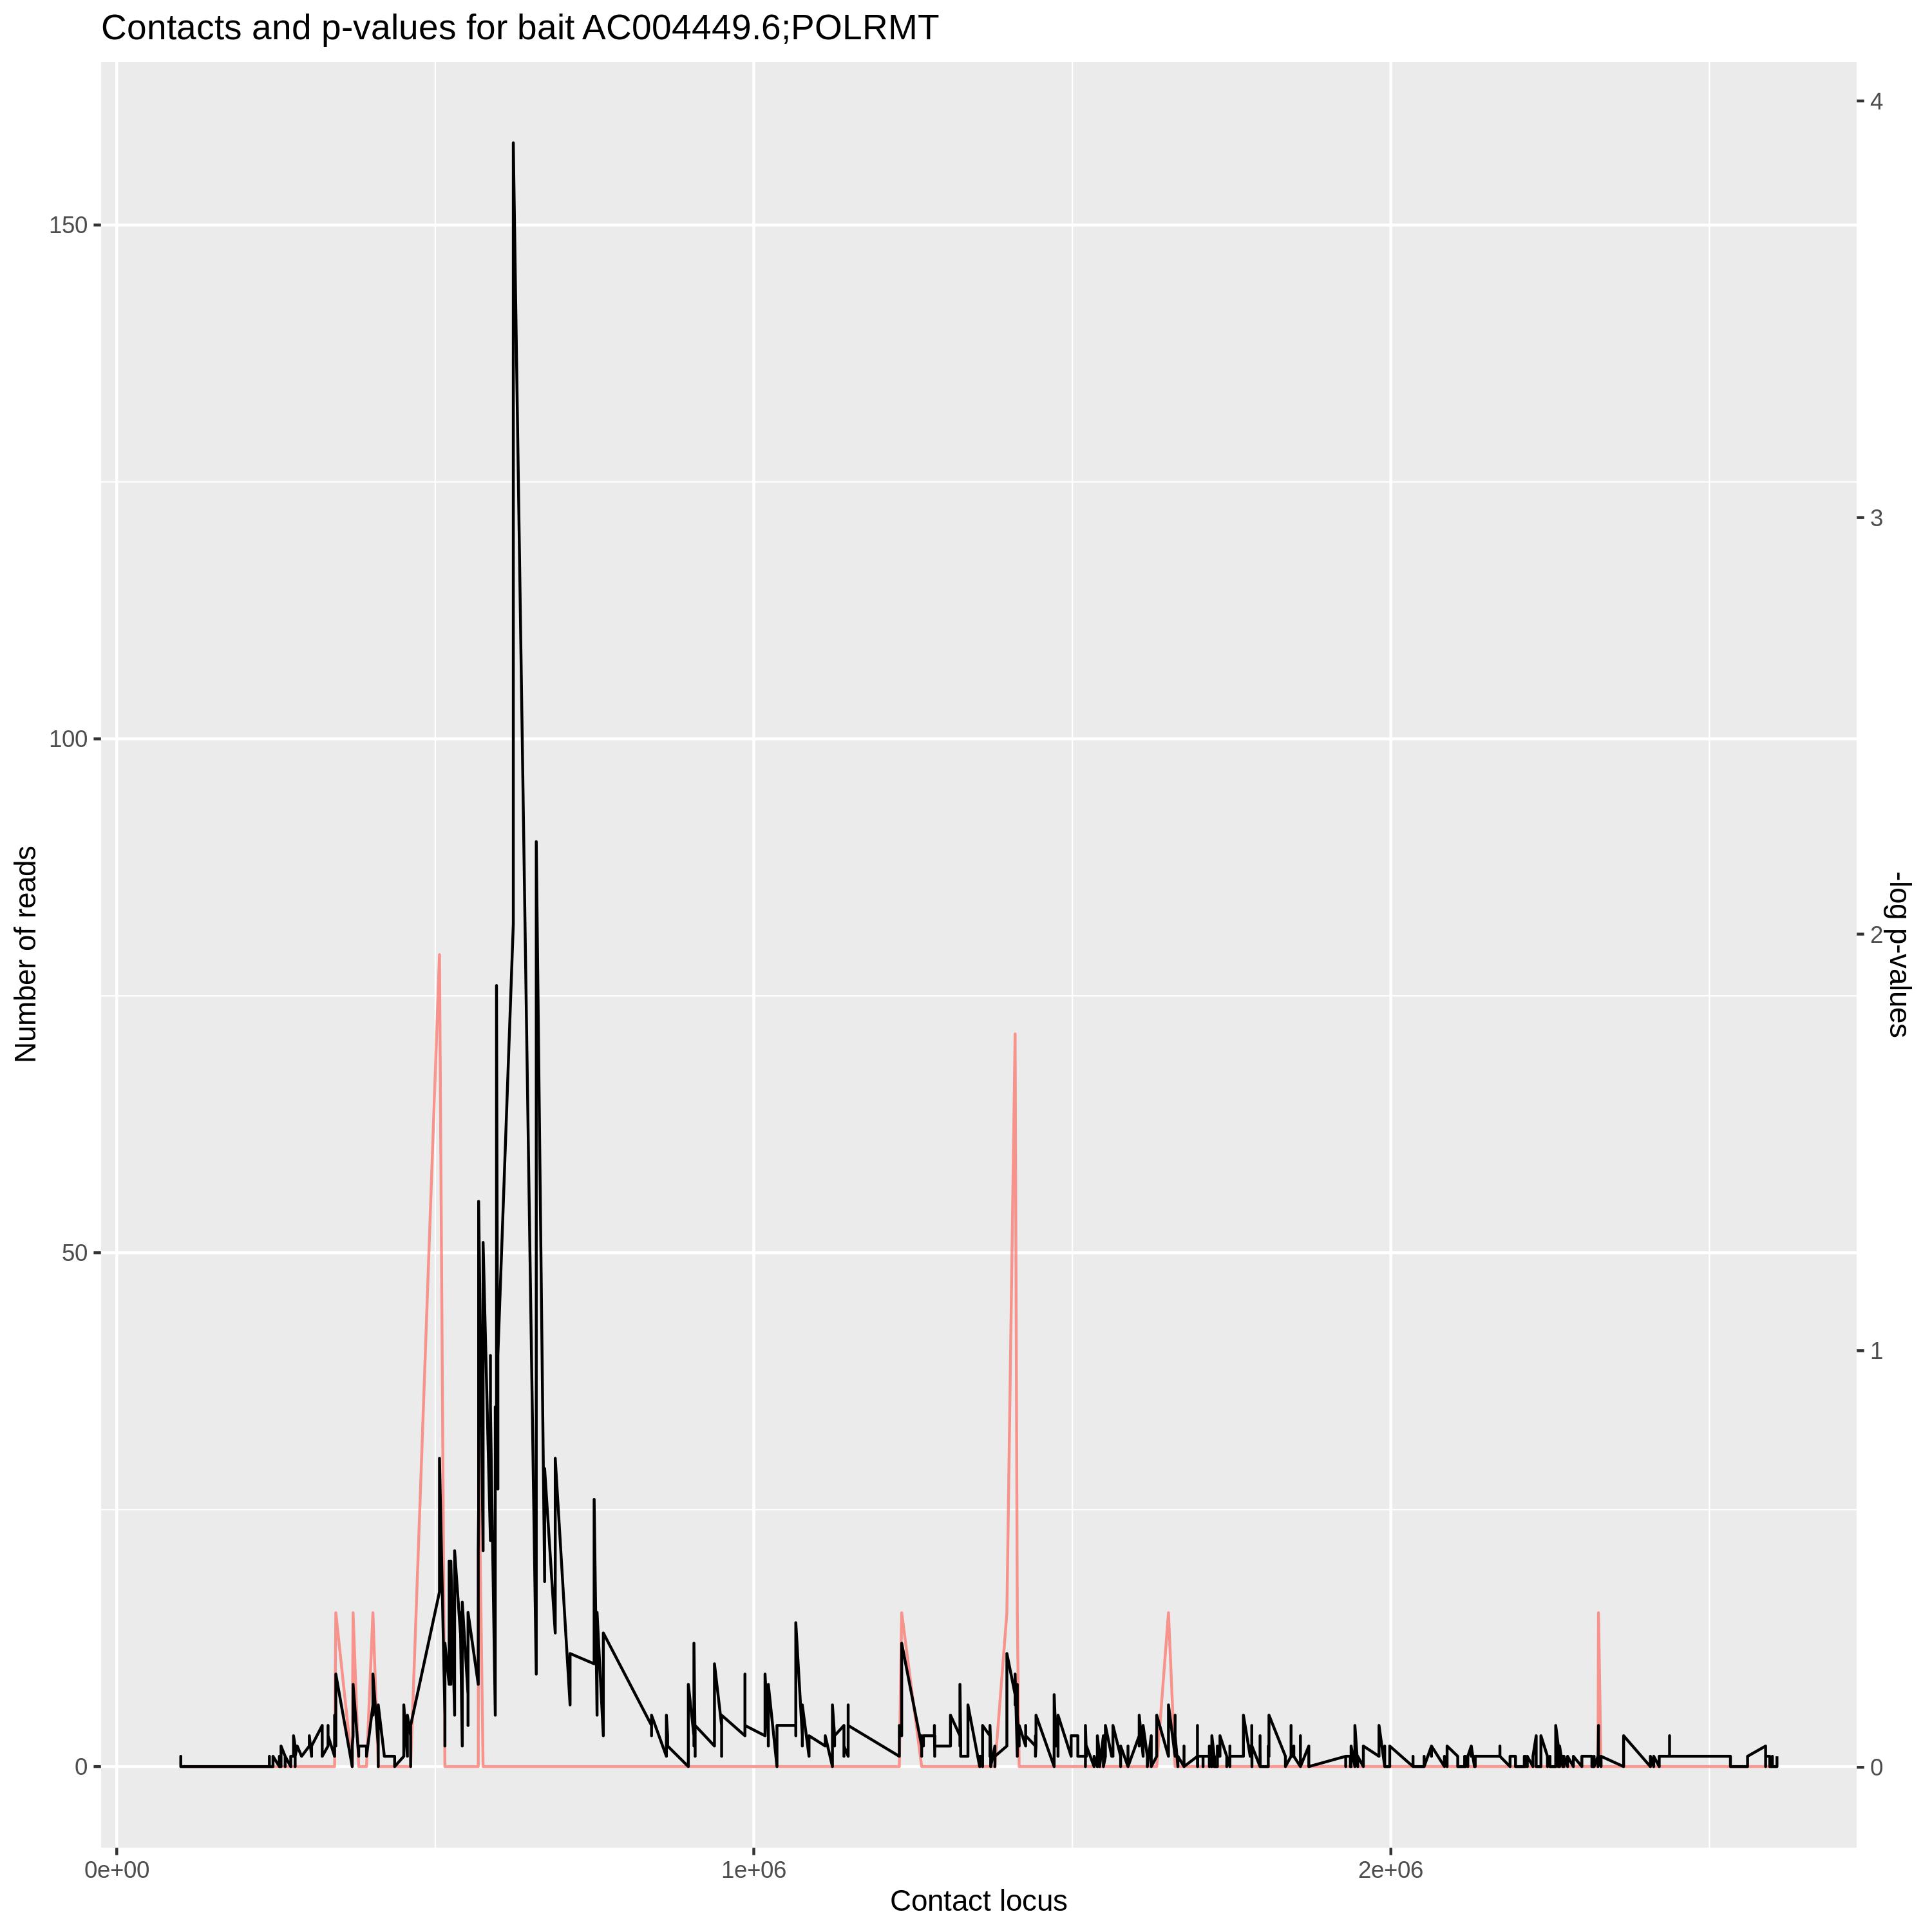 Contacts and p-values for bait AC004449.6;POLRMT
Number of reads
150
100
50
0
4
3
2
1
0
-log p-values
0e+00
1e+06
2e+06
Contact locus